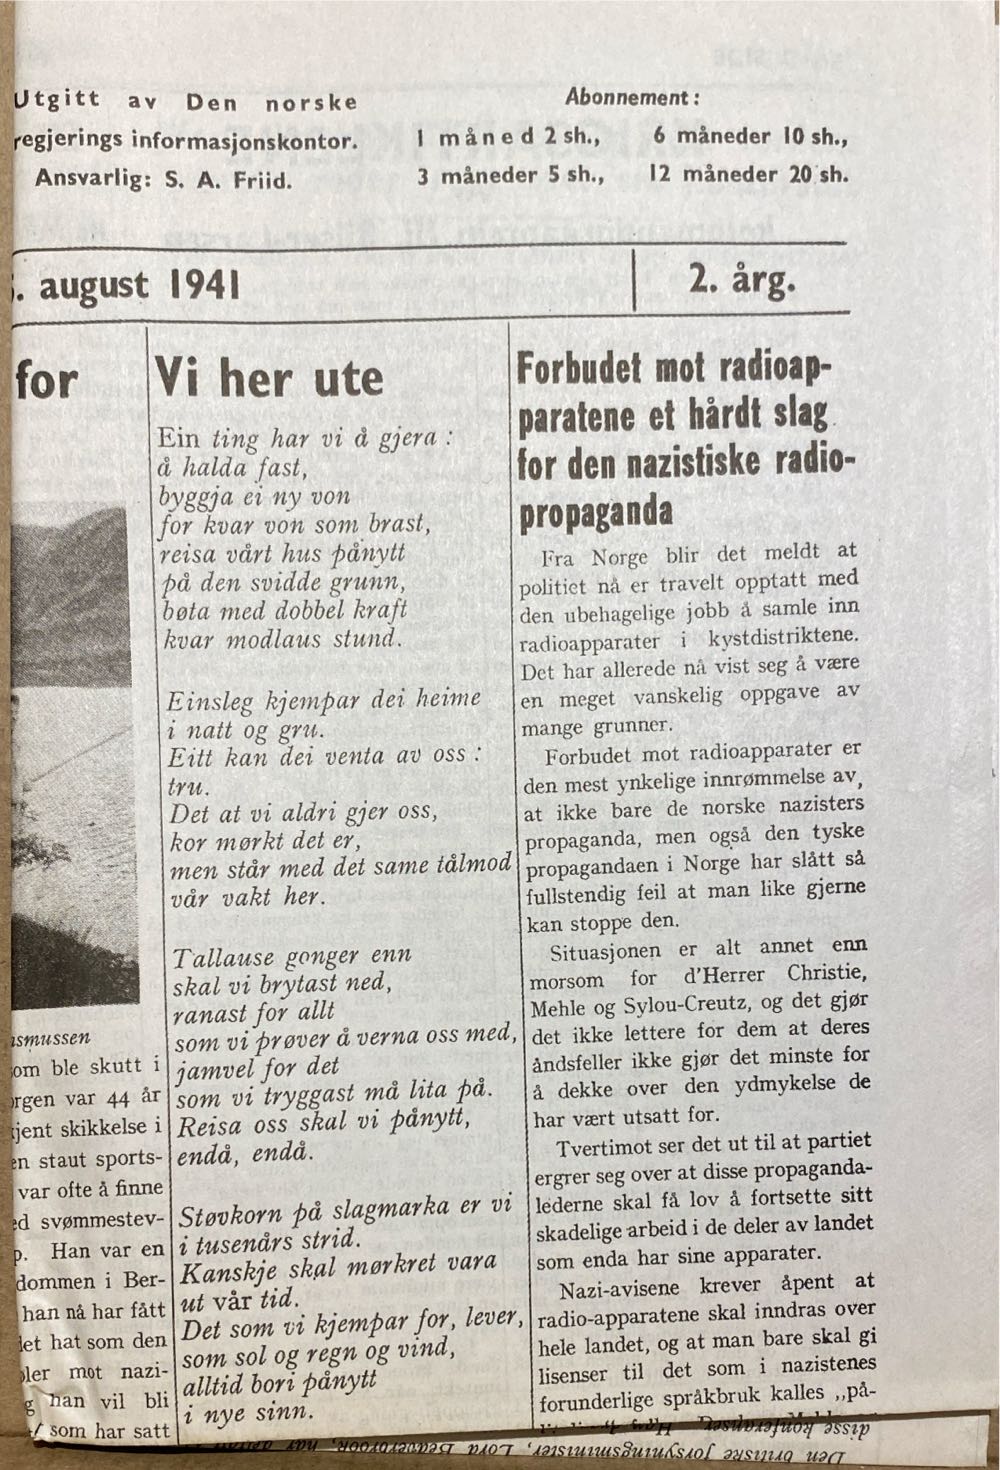 Utgitt av Den norske
regjerings informasjonskontor.
Ansvarlig: S. A. Friid.
Abonnement:
1 måned 2 sh., 6 måneder 10 sh.,
3 måneder 5 sh., 12 måneder 20 sh.
. august 1941
2. årg.
for
smussen
om ble skutt i
rgen var 44 år
jent skikkelse i
en staut sports-
var ofte å finne
ed svømmestev-
p. Han var en
dommen i Ber-
han nå har fått
let hat som den
ler mot nazi-
g han vil bli
som har satt
Vi her ute
Ein ting har vi å gjera :
å halda fast,
byggja ei ny von
for kvar von som brast,
reisa vårt hus pånytt
på den svidde grunn,
bøta med dobbel kraft
kvar modlaus stund.
Einsleg kjempar dei heime
i natt og gru.
Eitt kan dei venta av oss :
tru.
Det at vi aldri gjer oss,
kor mørkt det er,
men står med det same tålmod
vår vakt her.
Tallause gonger enn
skal vi brytast ned,
ranast for allt
som vi prøver å verna oss med,
jamvel for det
som vi tryggast må lita på.
Reisa oss skal vi pånytt,
endå, endå.
Støvkorn på slagmarka er vi
i tusenårs strid.
Kanskje skal mørkret vara
ut vår tid.
Det som vi kjempar for, lever,
som sol og regn og vind,
alltid bori pånytt
i nye sinn.
Forbudet mot radioap-
paratene et hårdt slag
for den nazistiske radio-
propaganda
Fra Norge blir det meldt at
politiet nå er travelt opptatt med
den ubehagelige jobb å samle inn
radioapparater i kystdistriktene.
Det har allerede nå vist seg å være
en meget vanskelig oppgave av
mange grunner.
Forbudet mot radioapparater er
den mest ynkelige innrømmelse av,
at ikke bare de norske nazisters
propaganda, men også den tyske
propagandaen i Norge har slått så
fullstendig feil at man like gjerne
kan stoppe den.
Situasjonen er alt annet enn
morsom for d'Herrer Christie,
Mehle og Sylou-Creutz, og det gjør
det ikke lettere for dem at deres
åndsfeller ikke gjør det minste for
å dekke over den ydmykelse de
har vært utsatt for.
Tvertimot ser det ut til at partiet
ergrer seg over at disse propaganda-
lederne skal få lov å fortsette sitt
skadelige arbeid i de deler av landet
som enda har sine apparater.
Nazi-avisene krever åpent at
radio-apparatene skal inndras over
hele landet, og at man bare skal gi
lisenser til det som i nazistenes
forunderlige språkbruk kalles ,,på-
disse konferanser.
Den britiske forsyningsminister, Lord Beaverbrook, har deltatt i